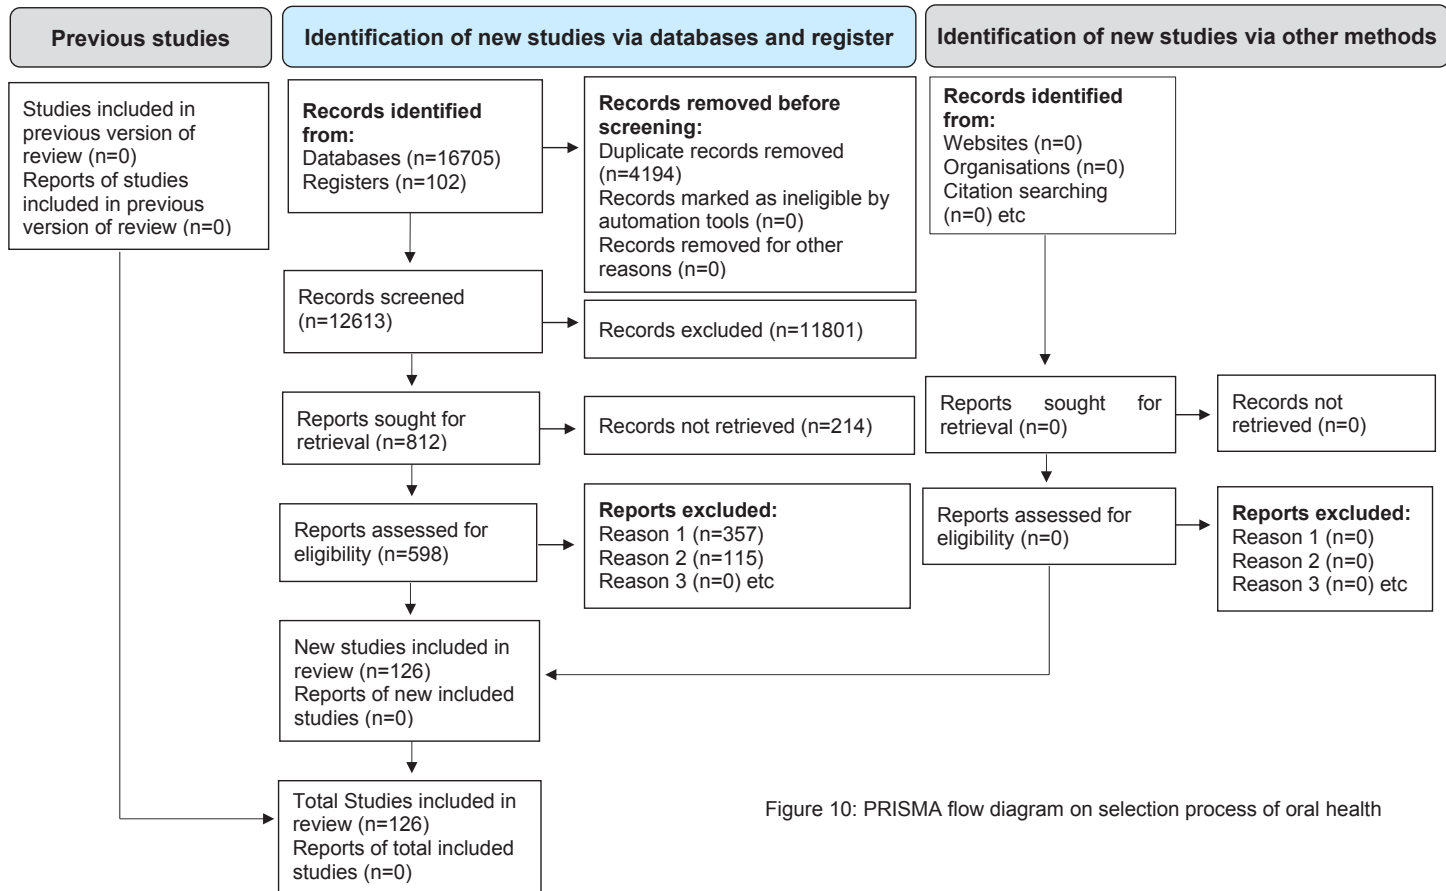 Previous studies
Identification of new studies via databases and register
Identification of new studies via other methods
Studies included in
previous version of
review (n=0)
Reports of studies
included in previous
version of review (n=0)
Records identified
from:
Databases (n=16705)
Registers (n=102)
Records removed before
screening:
Duplicate records removed
(n=4194)
Records marked as ineligible by
automation tools (n=0)
Records removed for other
reasons (n=0)
Records identified
from:
Websites (n=0)
Organisations (n=0)
Citation searching
(n=0) etc
Records screened
(n=12613)
Records excluded (n=11801)
Reports sought for
retrieval (n=812)
Records not retrieved (n=214)
Reports sought for
retrieval (n=0)
Records not
retrieved (n=0)
Reports assessed for
eligibility (n=598)
Reports excluded:
Reason 1 (n=357)
Reason 2 (n=115)
Reason 3 (n=0) etc
Reports assessed for
eligibility (n=0)
Reports excluded:
Reason 1 (n=0)
Reason 2 (n=0)
Reason 3 (n=0) etc
New studies included in
review (n=126)
Reports of new included
studies (n=0)
Total Studies included in
review (n=126)
Reports of total included
studies (n=0)
Figure 10: PRISMA flow diagram on selection process of oral health